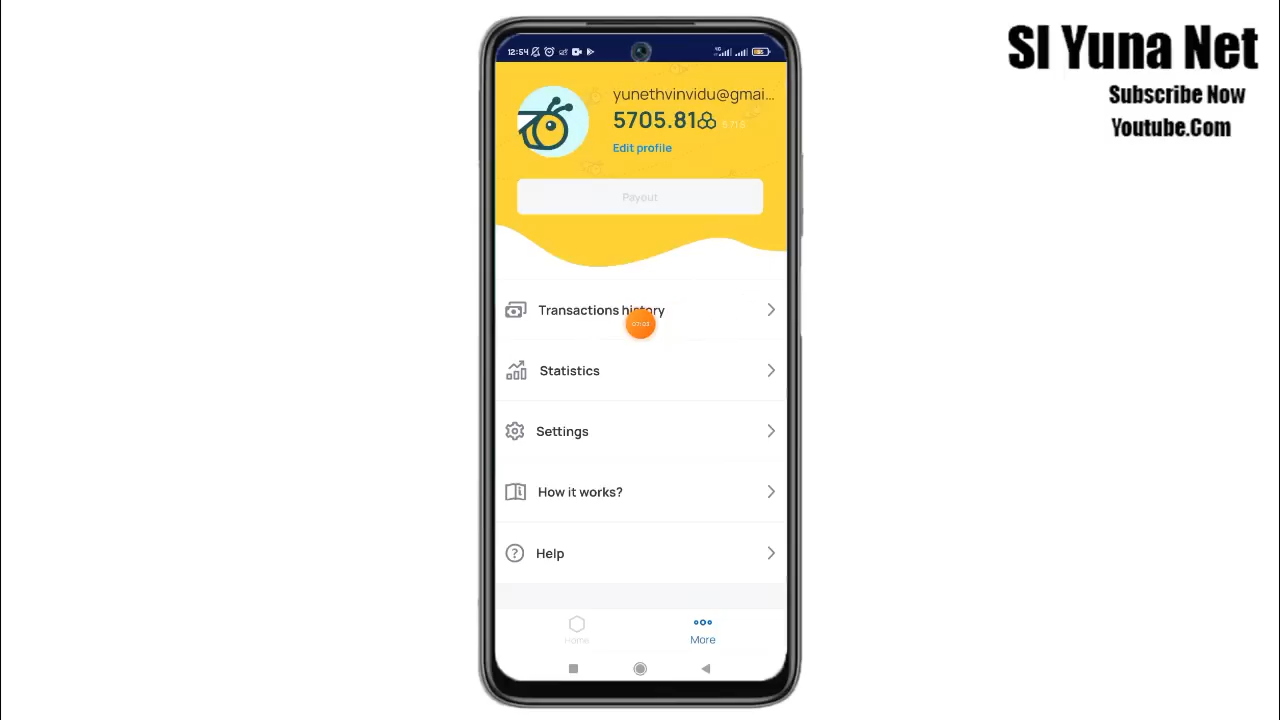 SI Yuna Net
Subscribe Now
Youtube.Com
12:54
yunethvinvidu@gmai...
5705.81
Edit profile
Payout
Transactions history
Statistics
Settings
How it works?
Help
Home
More